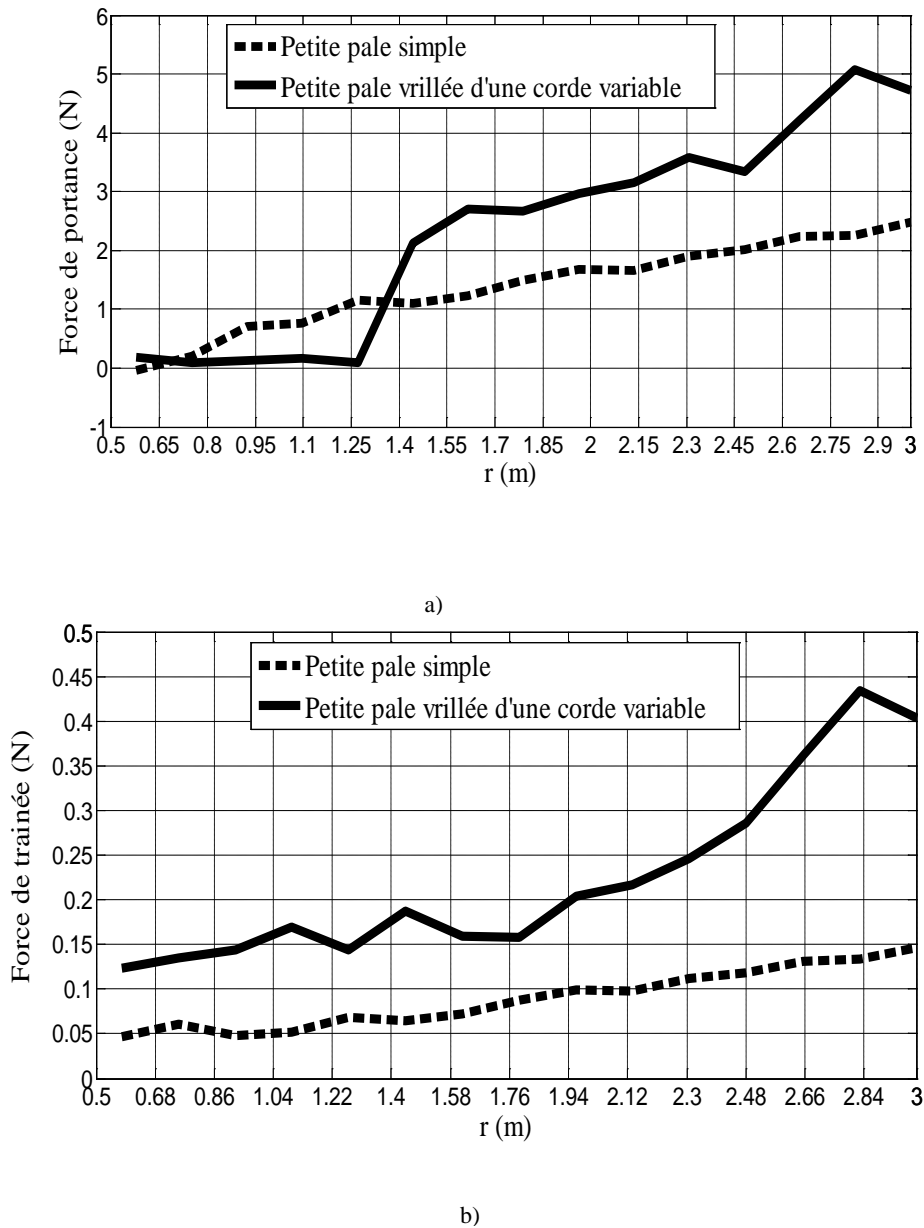 6
Petite pale simple
Petite pale vrillée d'une corde variable
5
4
3
2
1
0
-1
Force de portance (N)
0.5 0.65 0.8 0.95 1.1 1.25 1.4 1.55 1.7 1.85 2 2.15 2.3 2.45 2.6 2.75 2.9 3
r (m)
a)
0.5
Petite pale simple
Petite pale vrillée d'une corde variable
0.45
0.4
0.35
0.3
0.25
0.2
0.15
0.1
0.05
0
Force de trainée (N)
0.5 0.68 0.86 1.04 1.22 1.4 1.58 1.76 1.94 2.12 2.3 2.48 2.66 2.84 3
r (m)
b)